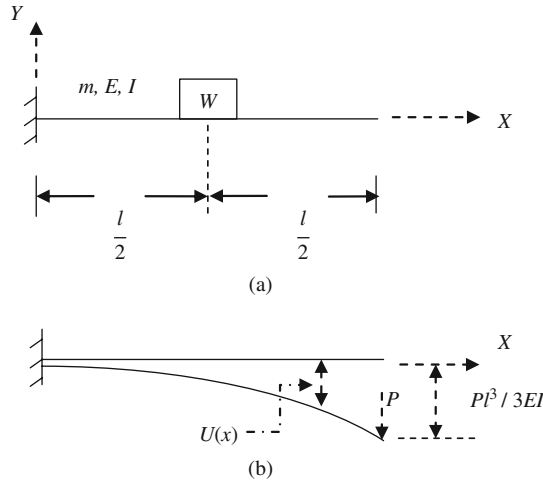 Y
m, E, I
W
X
l/2
l/2
(a)
X
P
Pl³ / 3EI
U(x)
(b)